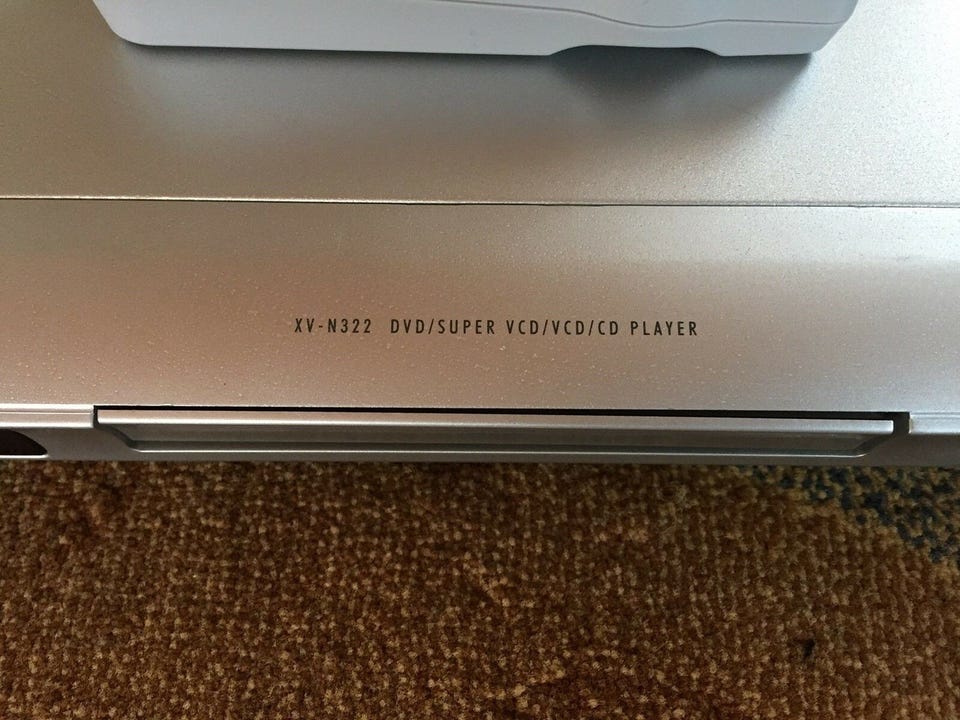 XV-N322 DVD/SUPER VCD/VCD/CD PLAYER